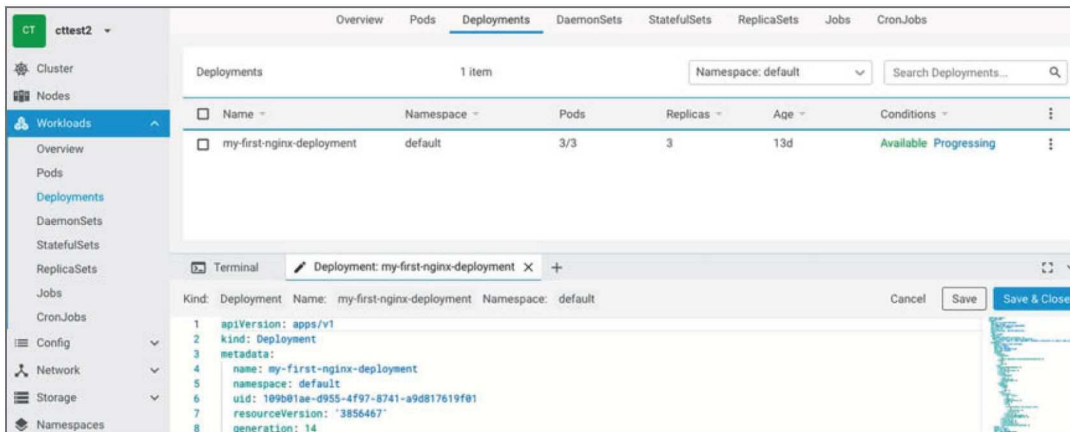 CT cttest2
Overview Pods Deployments DaemonSets StatefulSets ReplicaSets Jobs CronJobs
Cluster
Nodes
Workloads
Overview
Pods
Deployments
DaemonSets
StatefulSets
ReplicaSets
Jobs
CronJobs
Config
Network
Storage
Namespaces
Deployments 1 item Namespace: default Search Deployments...
Name Namespace Pods Replicas Age Conditions
my-first-nginx-deployment default 3/3 3 13d Available Progressing
Terminal Deployment: my-first-nginx-deployment
Kind: Deployment Name: my-first-nginx-deployment Namespace: default Cancel Save Save & Close
1 apiVersion: apps/v1
2 kind: Deployment
3 metadata:
4 name: my-first-nginx-deployment
5 namespace: default
6 uid: 109b01ae-d955-4f97-8741-a9d817619f01
7 resourceVersion: '3856467'
8 generation: 14